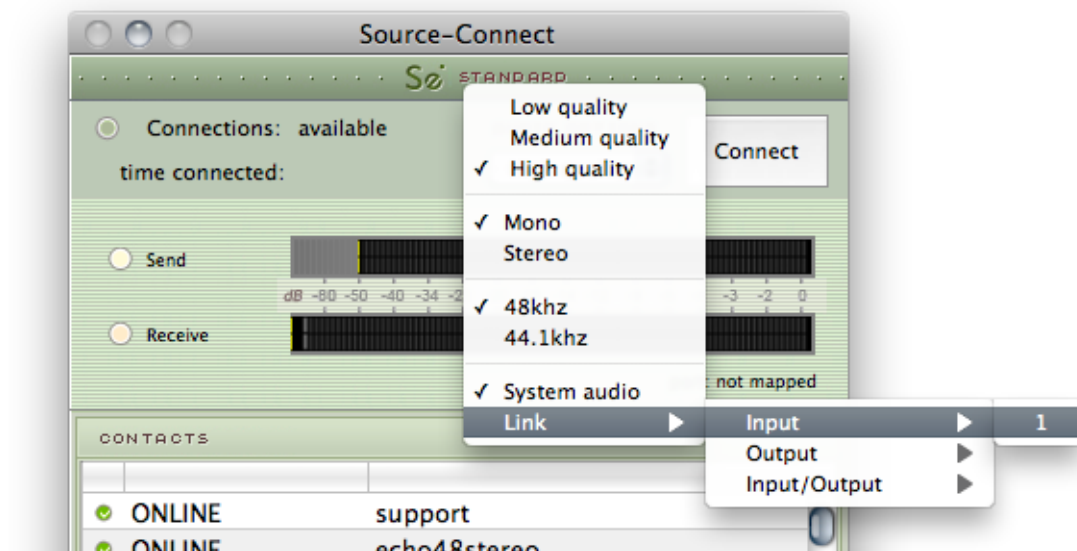 Source-Connect
Se STANDARD
Low quality
Connections: available
Medium quality
Connect
time connected:
✓ High quality
✓ Mono
Stereo
Send
dB -80 -50 -40 -34 -3 -2 0
✓ 48khz
44.1khz
Receive
not mapped
✓ System audio
Link ▶ Input ▶ 1
CONTACTS
Output ▶
Input/Output ▶
ONLINE support
ONLINE echo48stereo